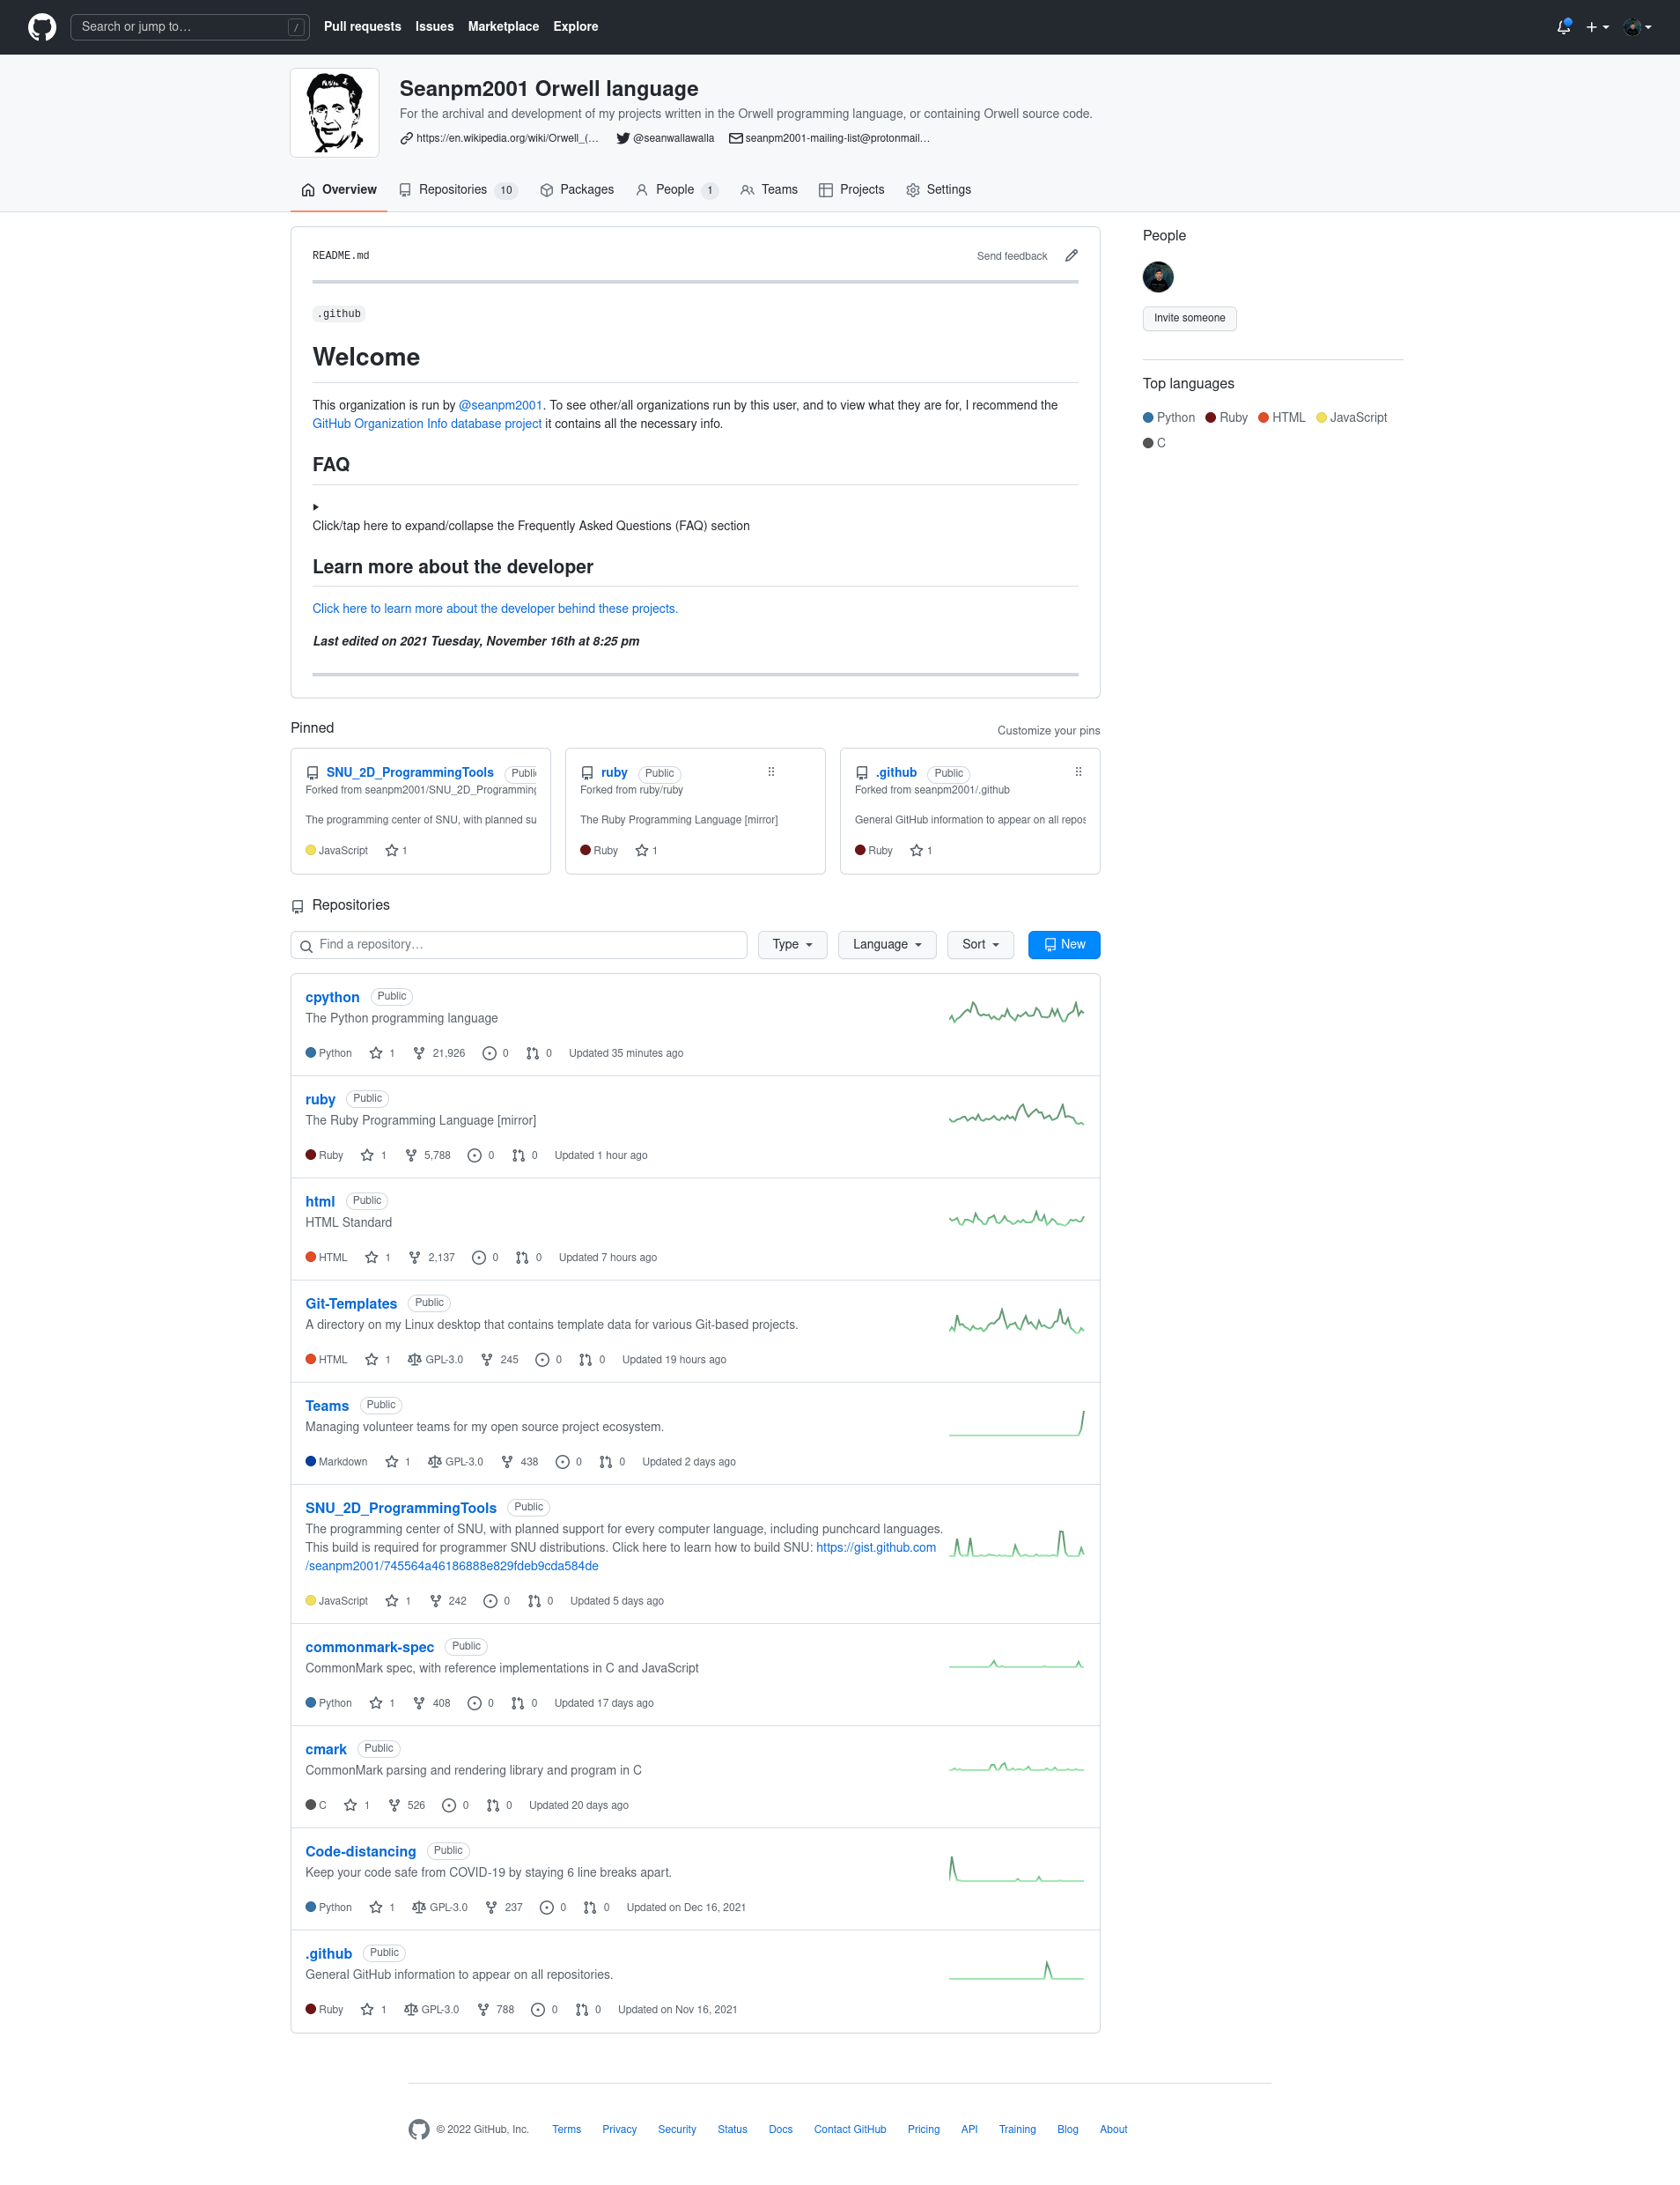 Search or jump to… /
Pull requests Issues Marketplace Explore
Seanpm2001 Orwell language
For the archival and development of my projects written in the Orwell programming language, or containing Orwell source code.
https://en.wikipedia.org/wiki/Orwell_(… @seanwallawalla seanpm2001-mailing-list@protonmail…
Overview Repositories 10 Packages People 1 Teams Projects Settings
README.md
Send feedback
.github
Welcome
This organization is run by @seanpm2001. To see other/all organizations run by this user, and to view what they are for, I recommend the
GitHub Organization Info database project it contains all the necessary info.
FAQ
Click/tap here to expand/collapse the Frequently Asked Questions (FAQ) section
Learn more about the developer
Click here to learn more about the developer behind these projects.
Last edited on 2021 Tuesday, November 16th at 8:25 pm
People
Invite someone
Top languages
Python Ruby HTML JavaScript
C
Pinned
Customize your pins
SNU_2D_ProgrammingTools Public
Forked from seanpm2001/SNU_2D_Programming
The programming center of SNU, with planned su
JavaScript 1
ruby Public
Forked from ruby/ruby
The Ruby Programming Language [mirror]
Ruby 1
.github Public
Forked from seanpm2001/.github
General GitHub information to appear on all repos
Ruby 1
Repositories
Find a repository…
Type Language Sort New
cpython Public
The Python programming language
Python 1 21,926 0 0 Updated 35 minutes ago
ruby Public
The Ruby Programming Language [mirror]
Ruby 1 5,788 0 0 Updated 1 hour ago
html Public
HTML Standard
HTML 1 2,137 0 0 Updated 7 hours ago
Git-Templates Public
A directory on my Linux desktop that contains template data for various Git-based projects.
HTML 1 GPL-3.0 245 0 0 Updated 19 hours ago
Teams Public
Managing volunteer teams for my open source project ecosystem.
Markdown 1 GPL-3.0 438 0 0 Updated 2 days ago
SNU_2D_ProgrammingTools Public
The programming center of SNU, with planned support for every computer language, including punchcard languages.
This build is required for programmer SNU distributions. Click here to learn how to build SNU: https://gist.github.com
/seanpm2001/745564a46186888e829fdeb9cda584de
JavaScript 1 242 0 0 Updated 5 days ago
commonmark-spec Public
CommonMark spec, with reference implementations in C and JavaScript
Python 1 408 0 0 Updated 17 days ago
cmark Public
CommonMark parsing and rendering library and program in C
C 1 526 0 0 Updated 20 days ago
Code-distancing Public
Keep your code safe from COVID-19 by staying 6 line breaks apart.
Python 1 GPL-3.0 237 0 0 Updated on Dec 16, 2021
.github Public
General GitHub information to appear on all repositories.
Ruby 1 GPL-3.0 788 0 0 Updated on Nov 16, 2021
© 2022 GitHub, Inc. Terms Privacy Security Status Docs Contact GitHub Pricing API Training Blog About